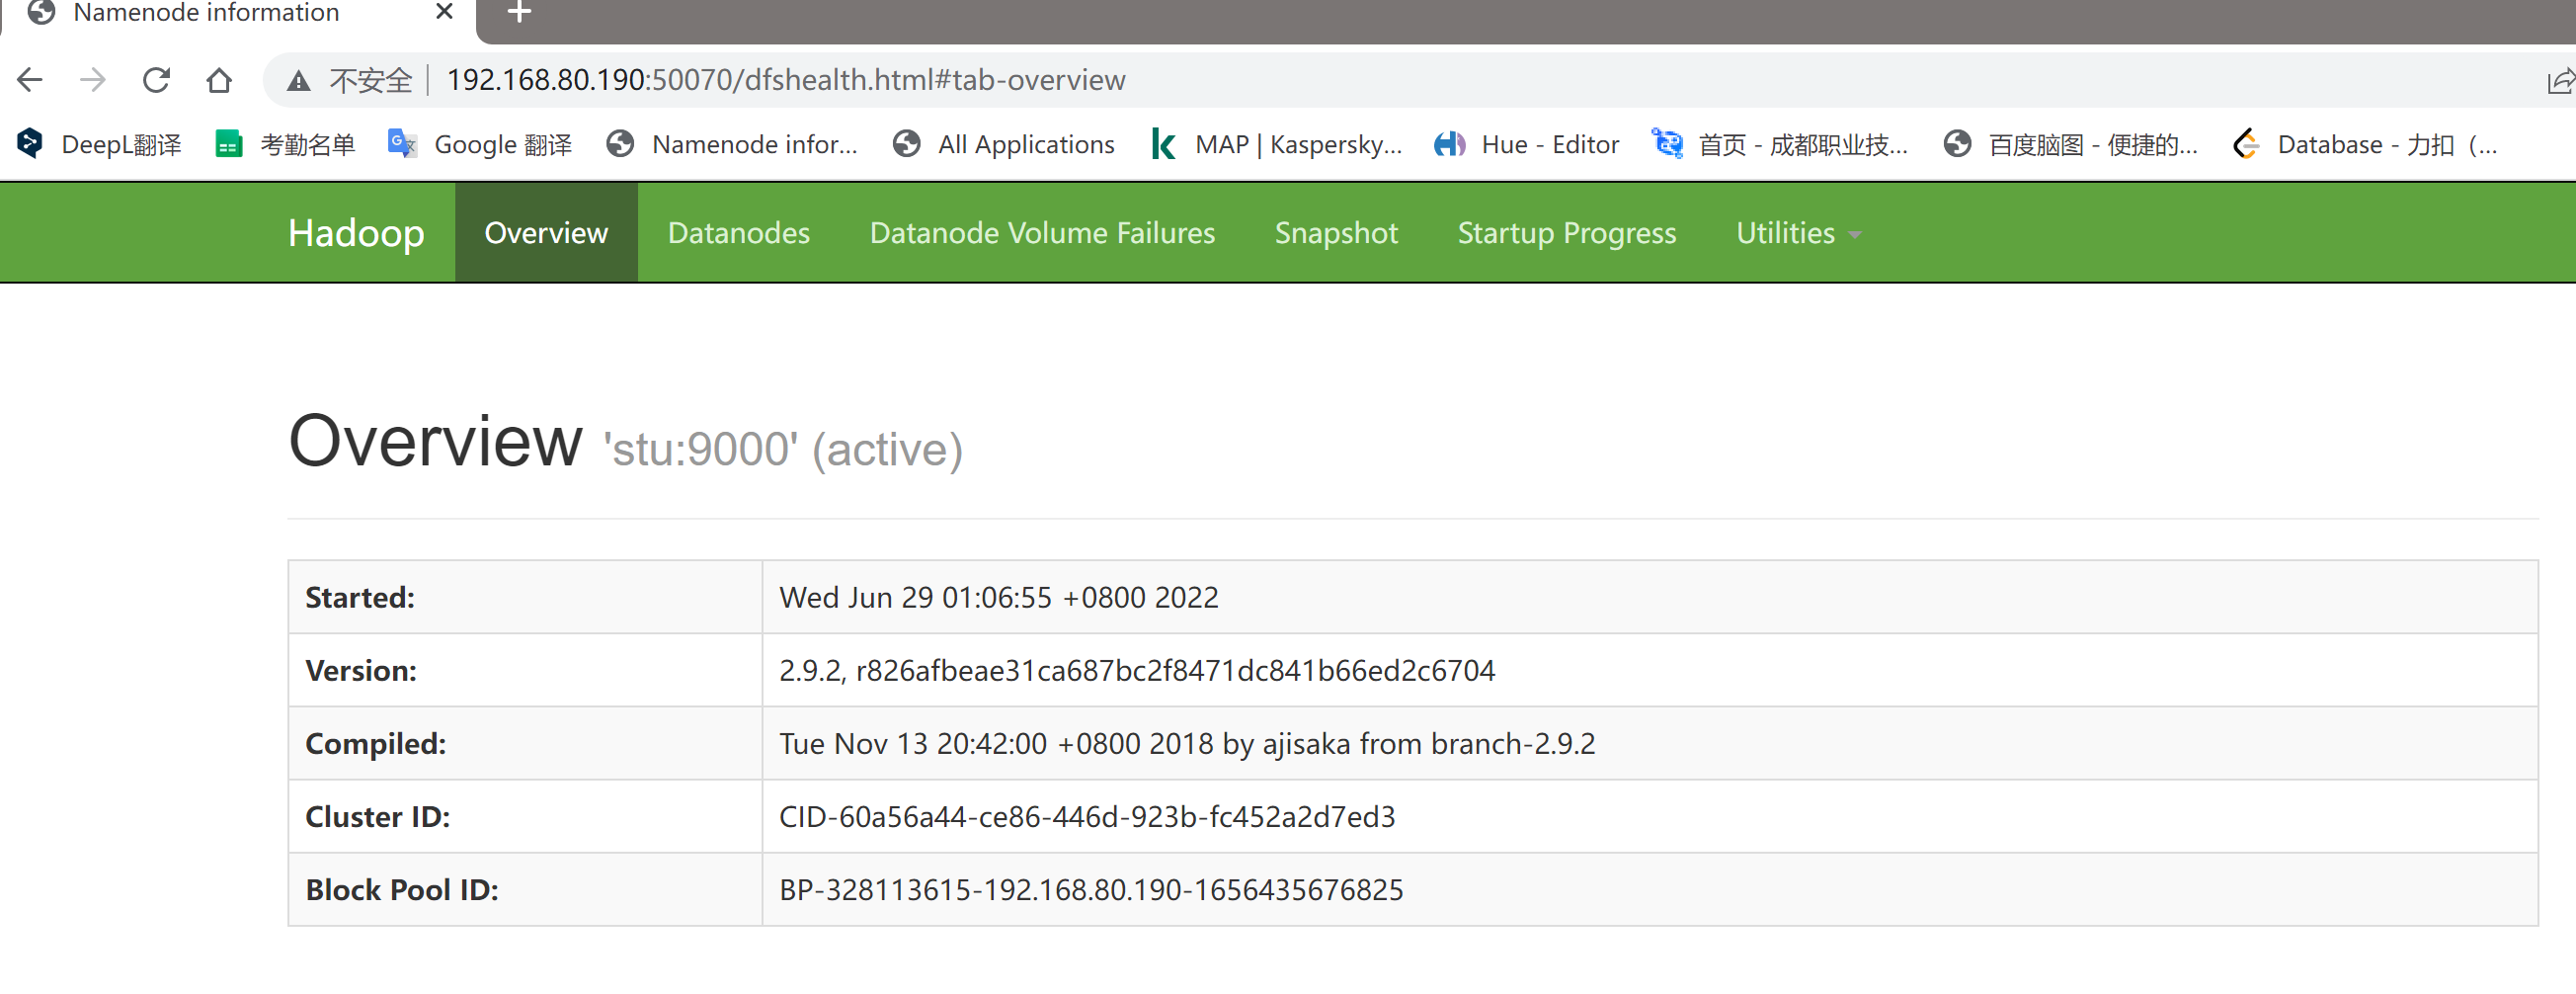 Namenode information
不安全 192.168.80.190:50070/dfshealth.html#tab-overview
DeepL翻译 考勤名单 Google 翻译 Namenode infor... All Applications MAP | Kaspersky... Hue - Editor 首页 - 成都职业技... 百度脑图 - 便捷的... Database - 力扣（...
Hadoop Overview Datanodes Datanode Volume Failures Snapshot Startup Progress Utilities
Overview 'stu:9000' (active)
Started: Wed Jun 29 01:06:55 +0800 2022
Version: 2.9.2, r826afbeae31ca687bc2f8471dc841b66ed2c6704
Compiled: Tue Nov 13 20:42:00 +0800 2018 by ajisaka from branch-2.9.2
Cluster ID: CID-60a56a44-ce86-446d-923b-fc452a2d7ed3
Block Pool ID: BP-328113615-192.168.80.190-1656435676825